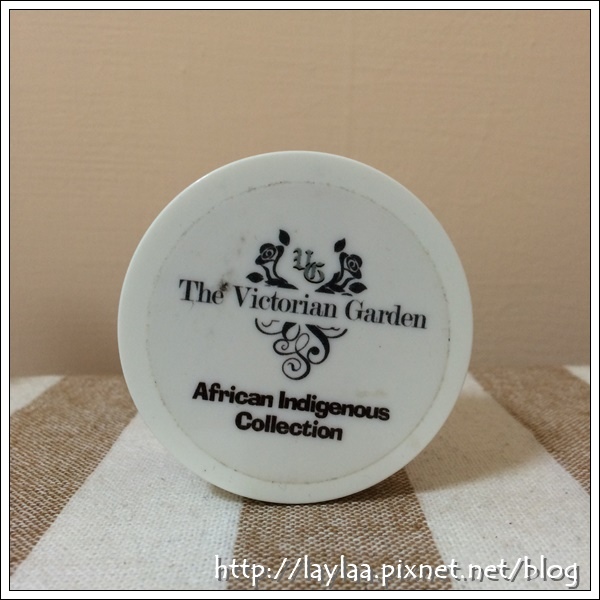 VG
The Victorian Garden
African Indigenous
Collection
http://laylaa.pixnet.net/blog